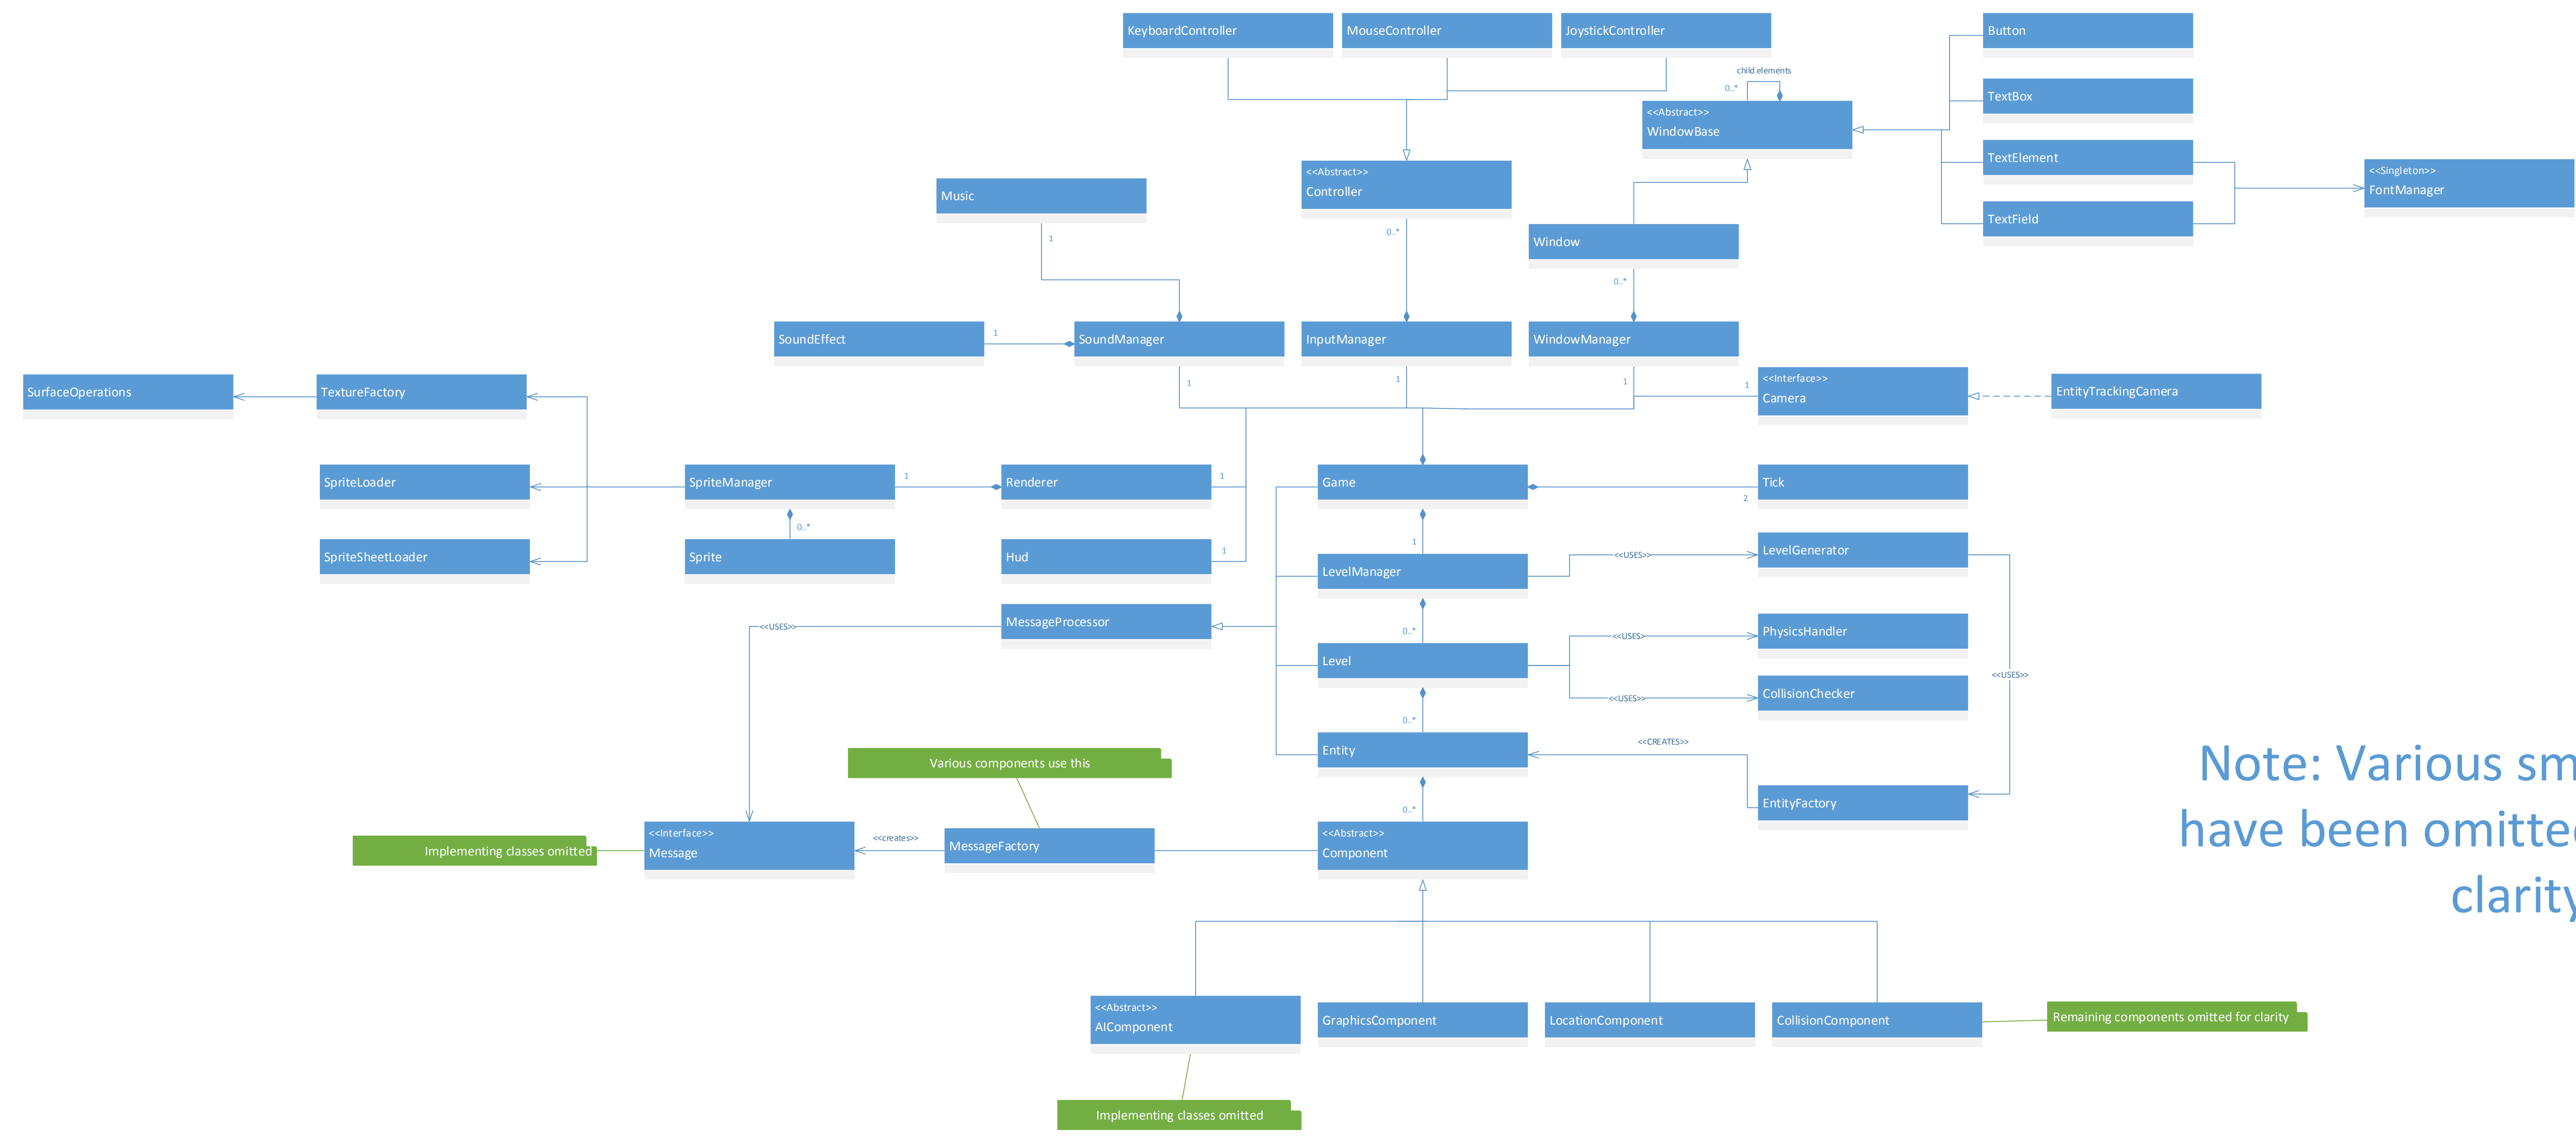 KeyboardController
MouseController
JoystickController
Button
child elements
0..*
TextBox
<<Abstract>>
WindowBase
TextElement
<<Singleton>>
FontManager
<<Abstract>>
Controller
Music
TextField
0..*
1
Window
0..*
SoundEffect
1
SoundManager
InputManager
WindowManager
1
1
1
1
<<Interface>>
Camera
EntityTrackingCamera
SurfaceOperations
TextureFactory
SpriteLoader
SpriteManager
1
Renderer
1
Game
Tick
2
0..*
SpriteSheetLoader
Sprite
Hud
1
1
LevelManager
<<USES>>
LevelGenerator
MessageProcessor
<<USES>>
0..*
<<USES>
PhysicsHandler
Level
<<USES>>
<<USES>>
CollisionChecker
0..*
<<CREATES>>
Entity
Various components use this
0..*
EntityFactory
Note: Various sm
have been omitte
clarity
Implementing classes omitted
<<Interface>>
Message
<<creates>>
MessageFactory
<<Abstract>>
Component
<<Abstract>>
AIComponent
GraphicsComponent
LocationComponent
CollisionComponent
Remaining components omitted for clarity
Implementing classes omitted